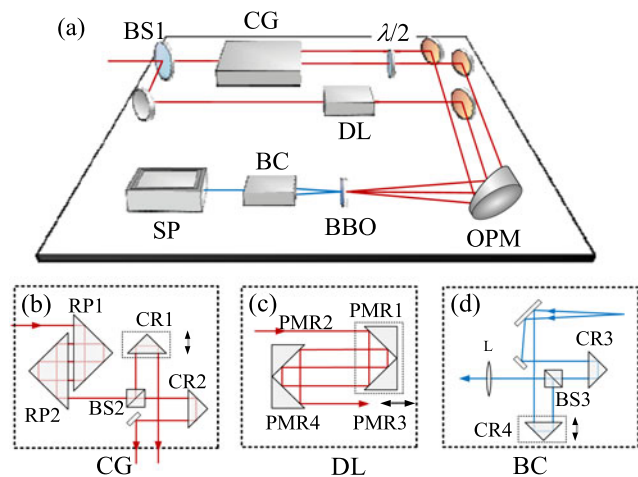 (a)
BS1
CG
λ/2
DL
BC
SP
BBO
OPM
(b)
RP1
CR1
CR2
RP2
BS2
CG
(c)
PMR1
PMR2
PMR4
PMR3
DL
(d)
L
CR3
BS3
CR4
BC